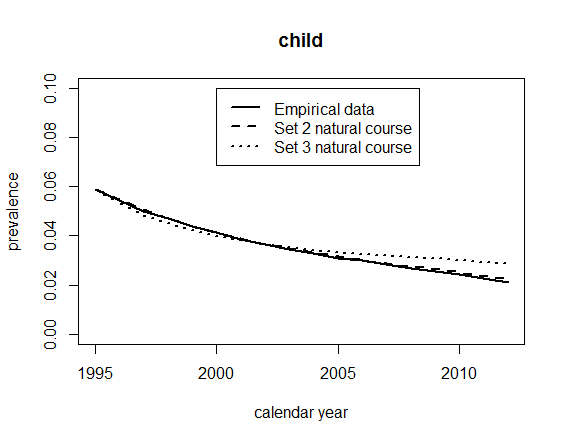 child
Empirical data
Set 2 natural course
Set 3 natural course
prevalence
0.10
0.08
0.06
0.04
0.02
0.00
1995 2000 2005 2010
calendar year